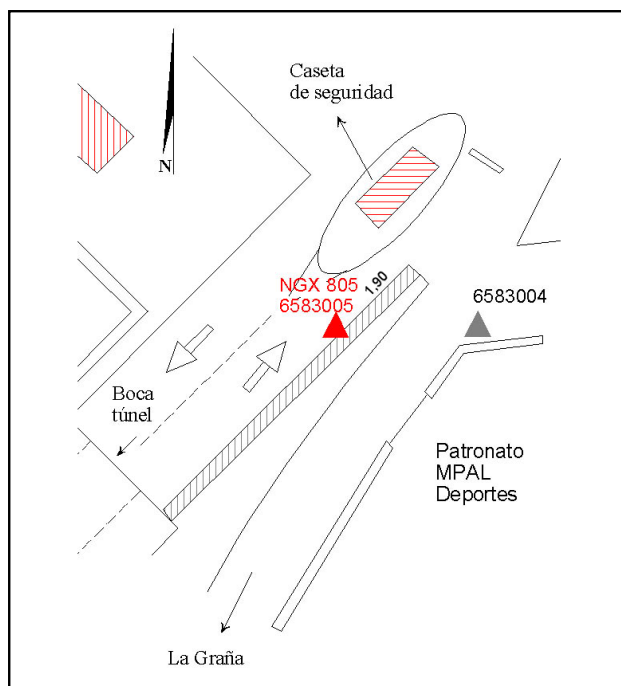 Caseta
de seguridad
N
NGX 805
6583005
1,90
6583004
Boca
túnel
Patronato
MPAL
Deportes
La Graña